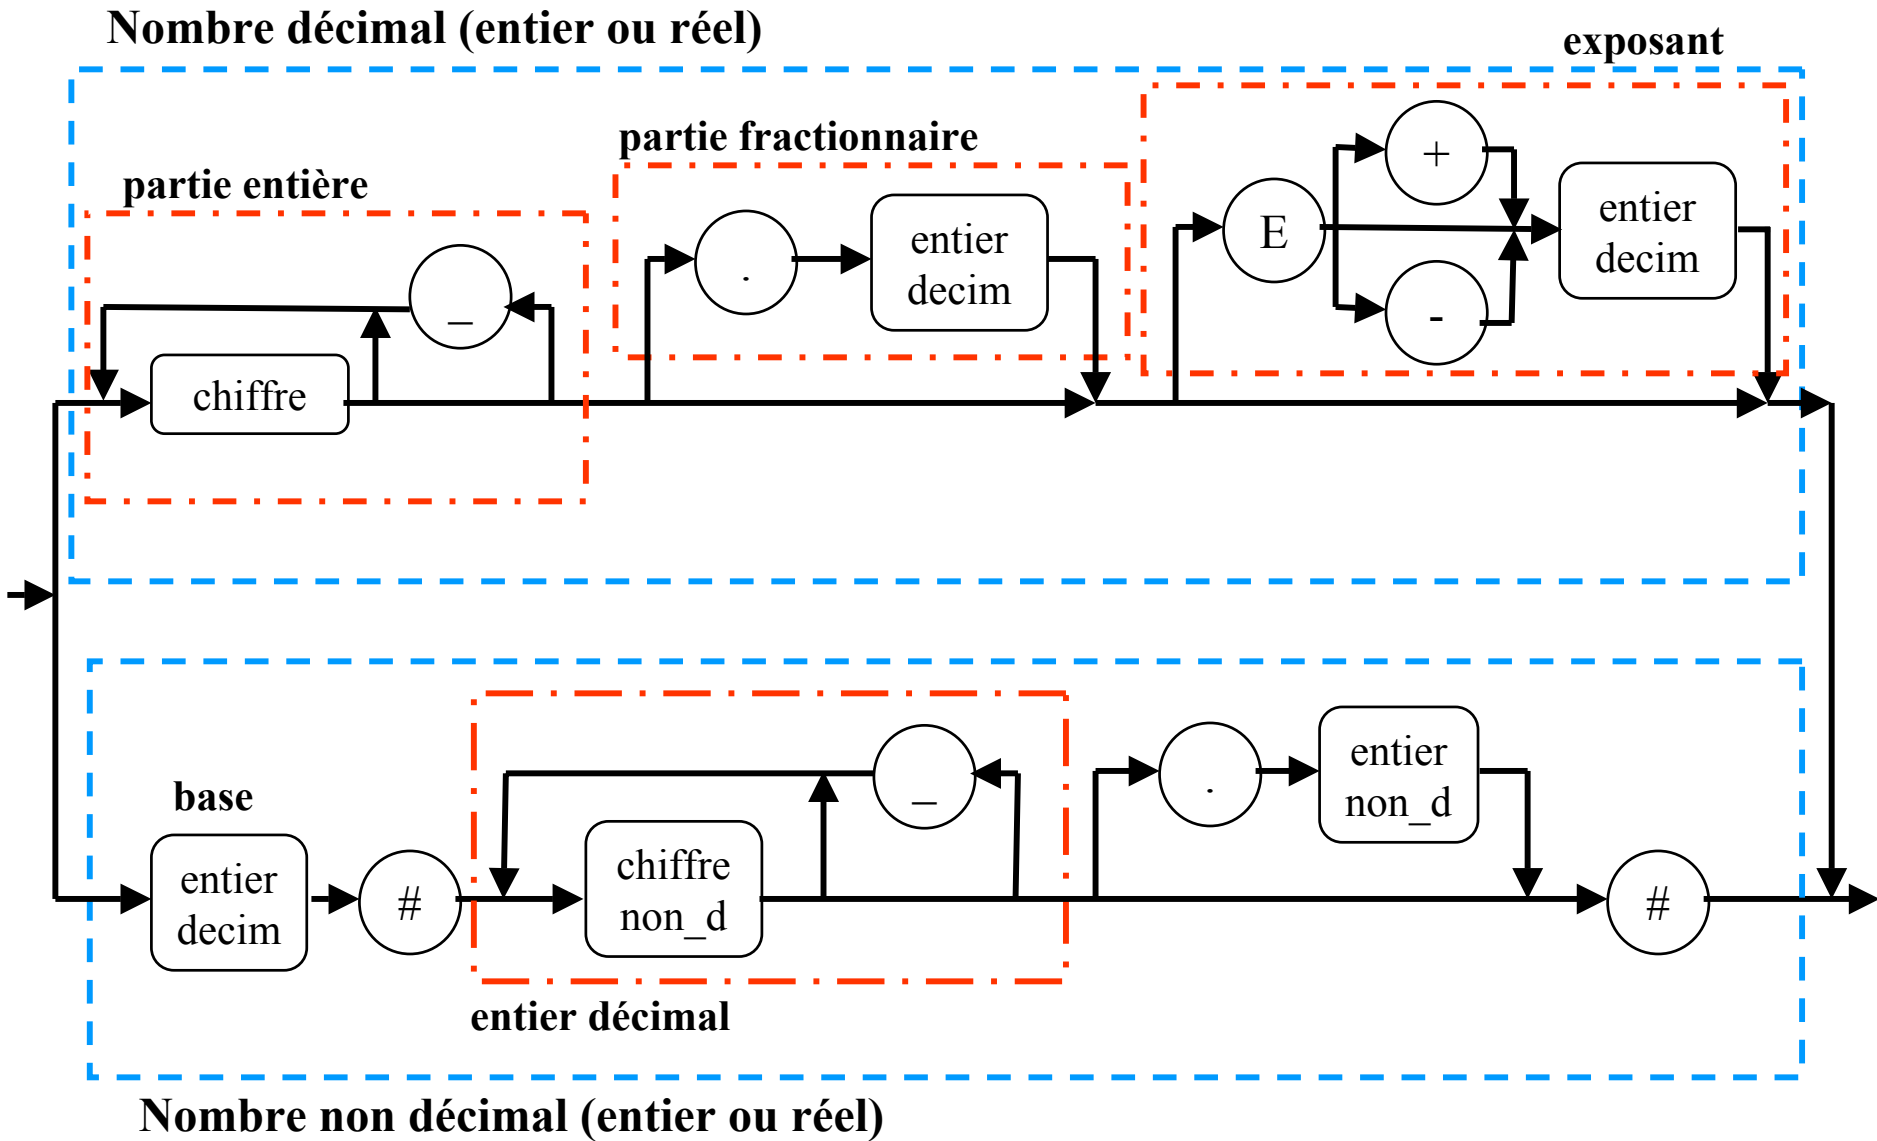 Nombre décimal (entier ou réel)
exposant
partie fractionnaire
partie entière
+
E
entier
decim
.
entier
decim
-
_
chiffre
base
entier
decim
#
_
chiffre
non_d
.
entier
non_d
#
entier décimal
Nombre non décimal (entier ou réel)